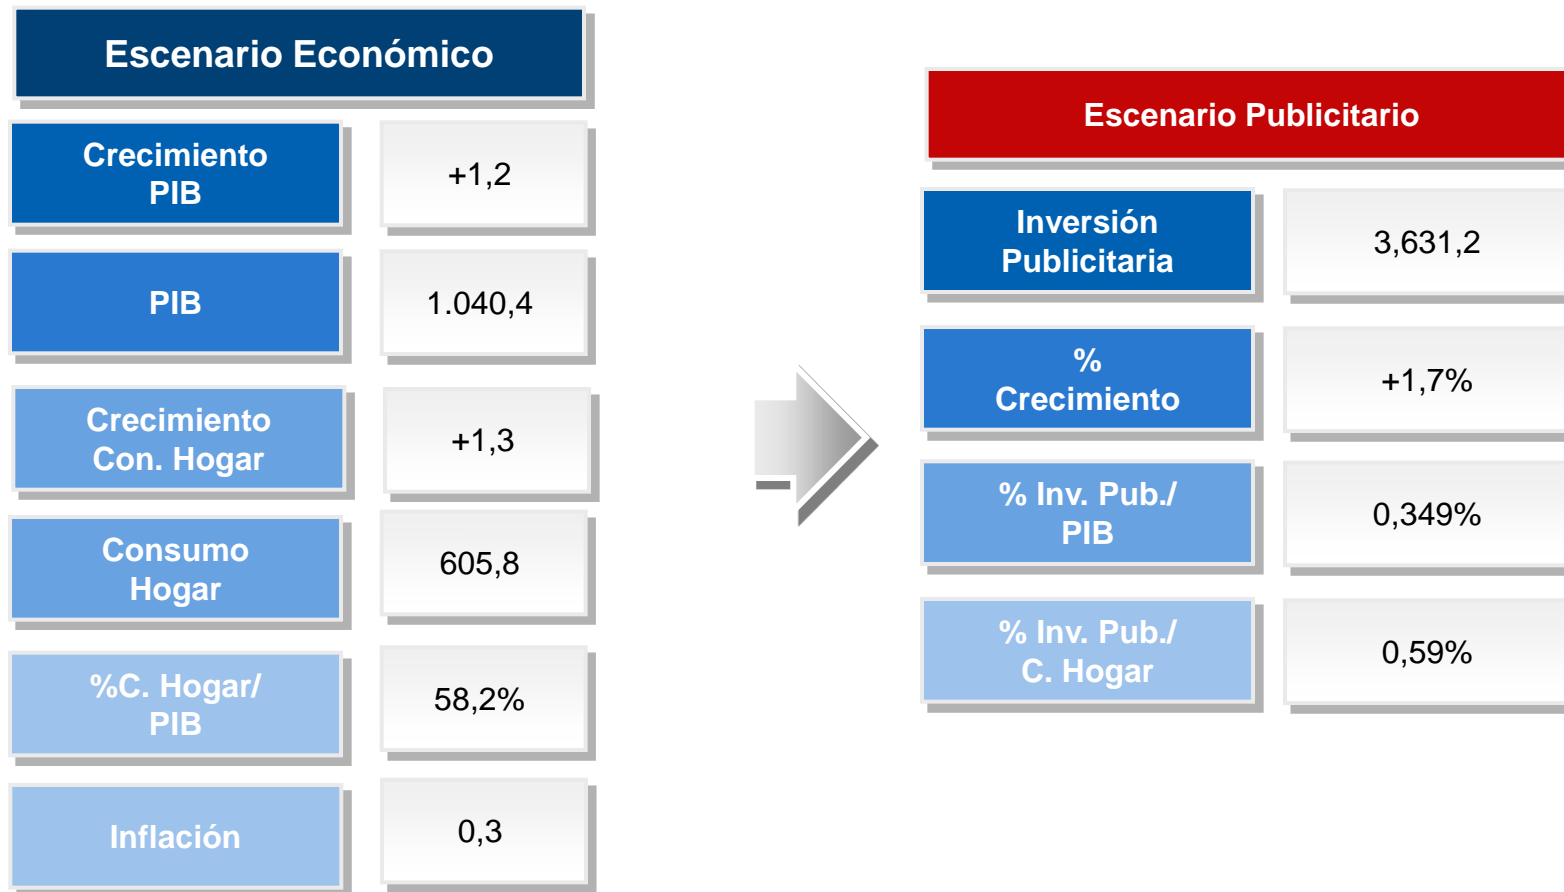 Escenario Económico
Crecimiento
PIB
+1,2
PIB
1.040,4
Crecimiento
Con. Hogar
+1,3
Consumo
Hogar
605,8
%C. Hogar/
PIB
58,2%
Inflación
0,3
Escenario Publicitario
Inversión
Publicitaria
3,631,2
%
Crecimiento
+1,7%
% Inv. Pub./
PIB
0,349%
% Inv. Pub./
C. Hogar
0,59%